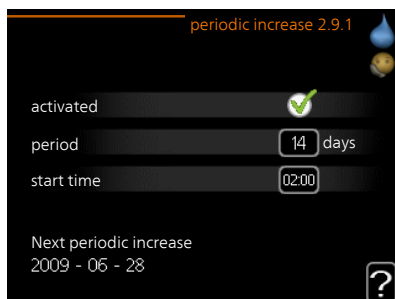 periodic increase 2.9.1
activated
period 14 days
start time 02:00
Next periodic increase
2009 - 06 - 28
?